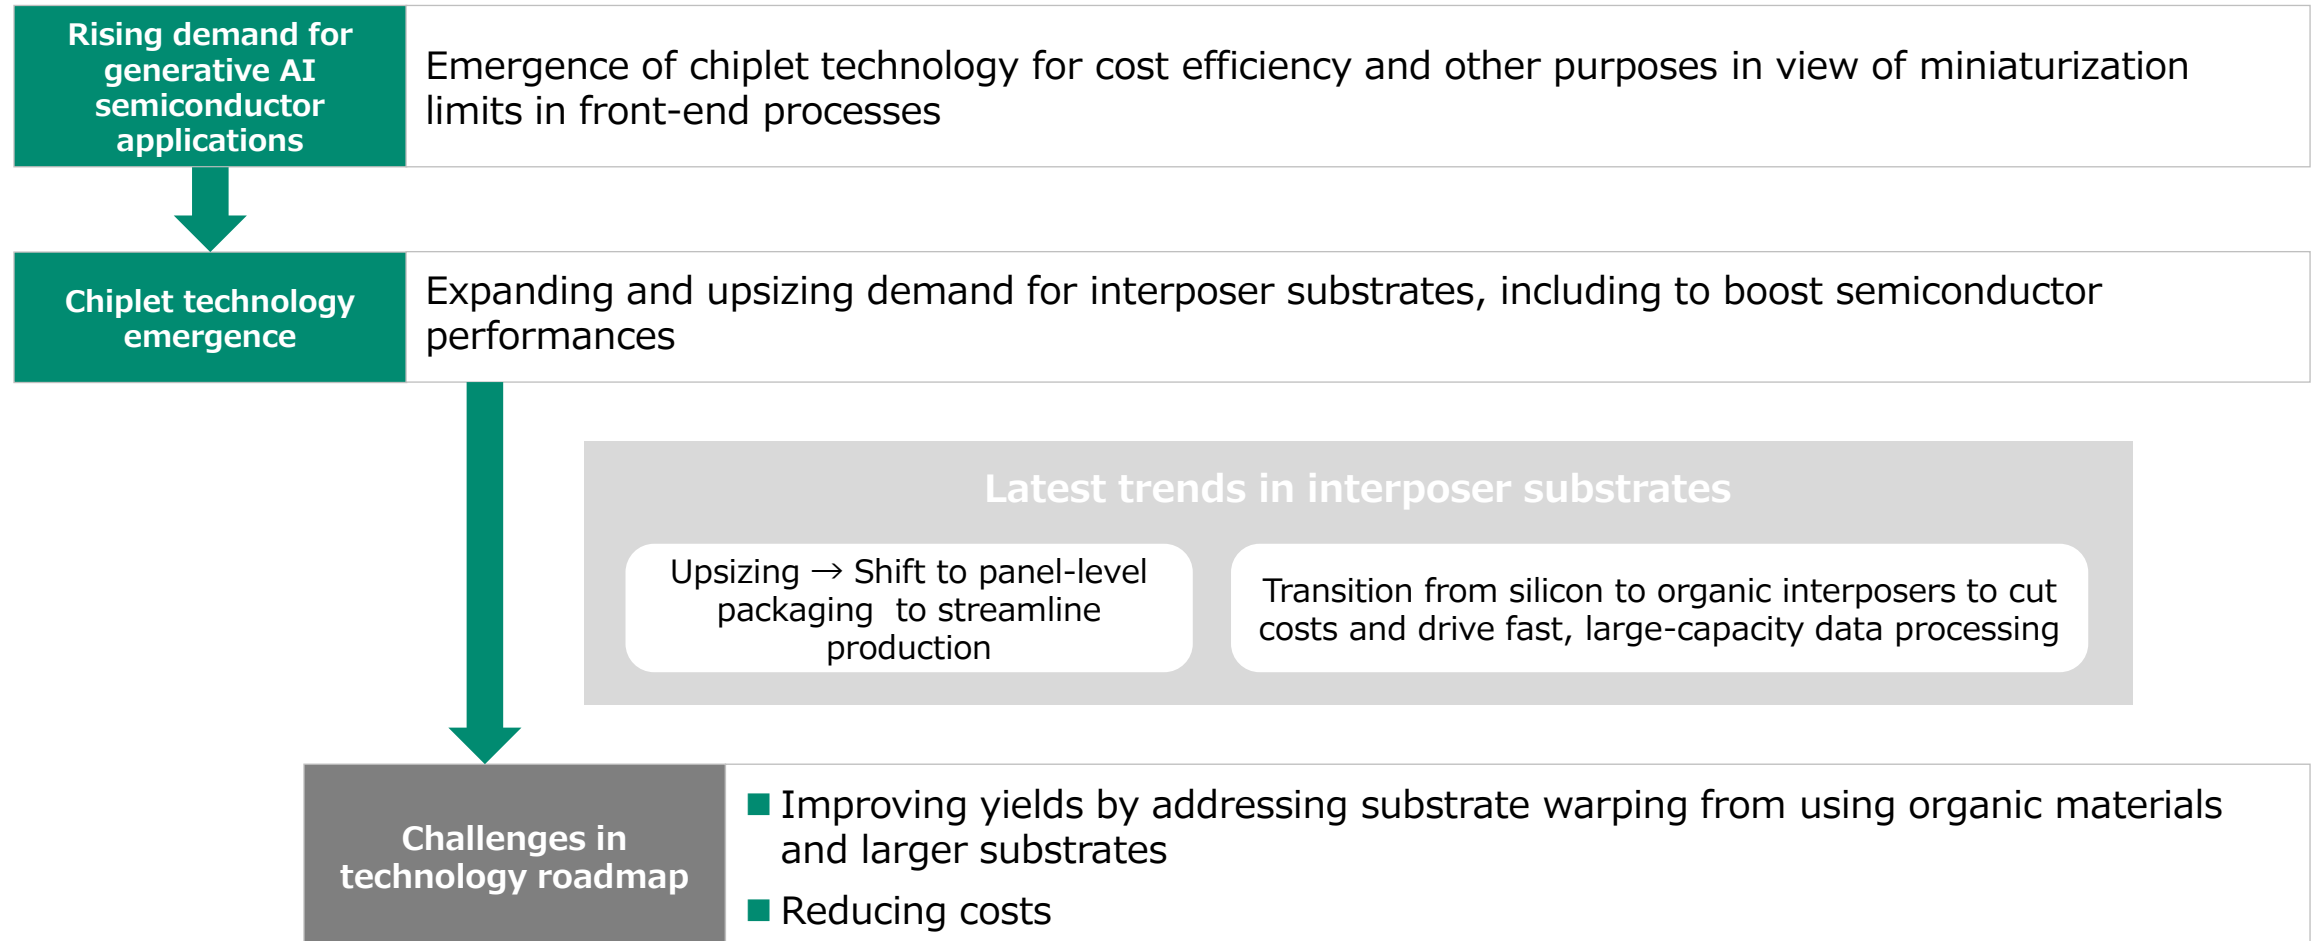 Rising demand for
generative AI
semiconductor
applications
Emergence of chiplet technology for cost efficiency and other purposes in view of miniaturization
limits in front-end processes
Chiplet technology
emergence
Expanding and upsizing demand for interposer substrates, including to boost semiconductor
performances
Latest trends in interposer substrates
Upsizing → Shift to panel-level
packaging to streamline
production
Transition from silicon to organic interposers to cut
costs and drive fast, large-capacity data processing
Challenges in
technology roadmap
■ Improving yields by addressing substrate warping from using organic materials
and larger substrates
■ Reducing costs